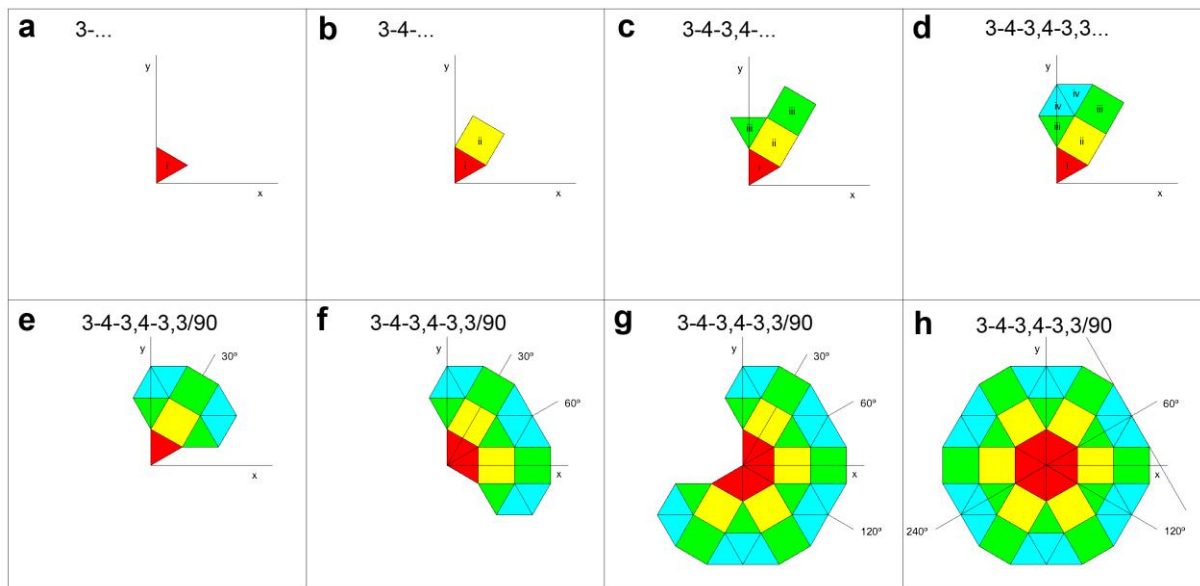 a 3-...
y
i
x
b 3-4-...
y
ii
i
x
c 3-4-3,4-...
y
iii
iii
ii
i
x
d 3-4-3,4-3,3...
y
iv
iv
iii
iii
ii
i
x
e 3-4-3,4-3,3/90
y
30º
x
f 3-4-3,4-3,3/90
y
30º
60º
x
g 3-4-3,4-3,3/90
y
30º
60º
x
120º
h 3-4-3,4-3,3/90
y
60º
x
240º
120º